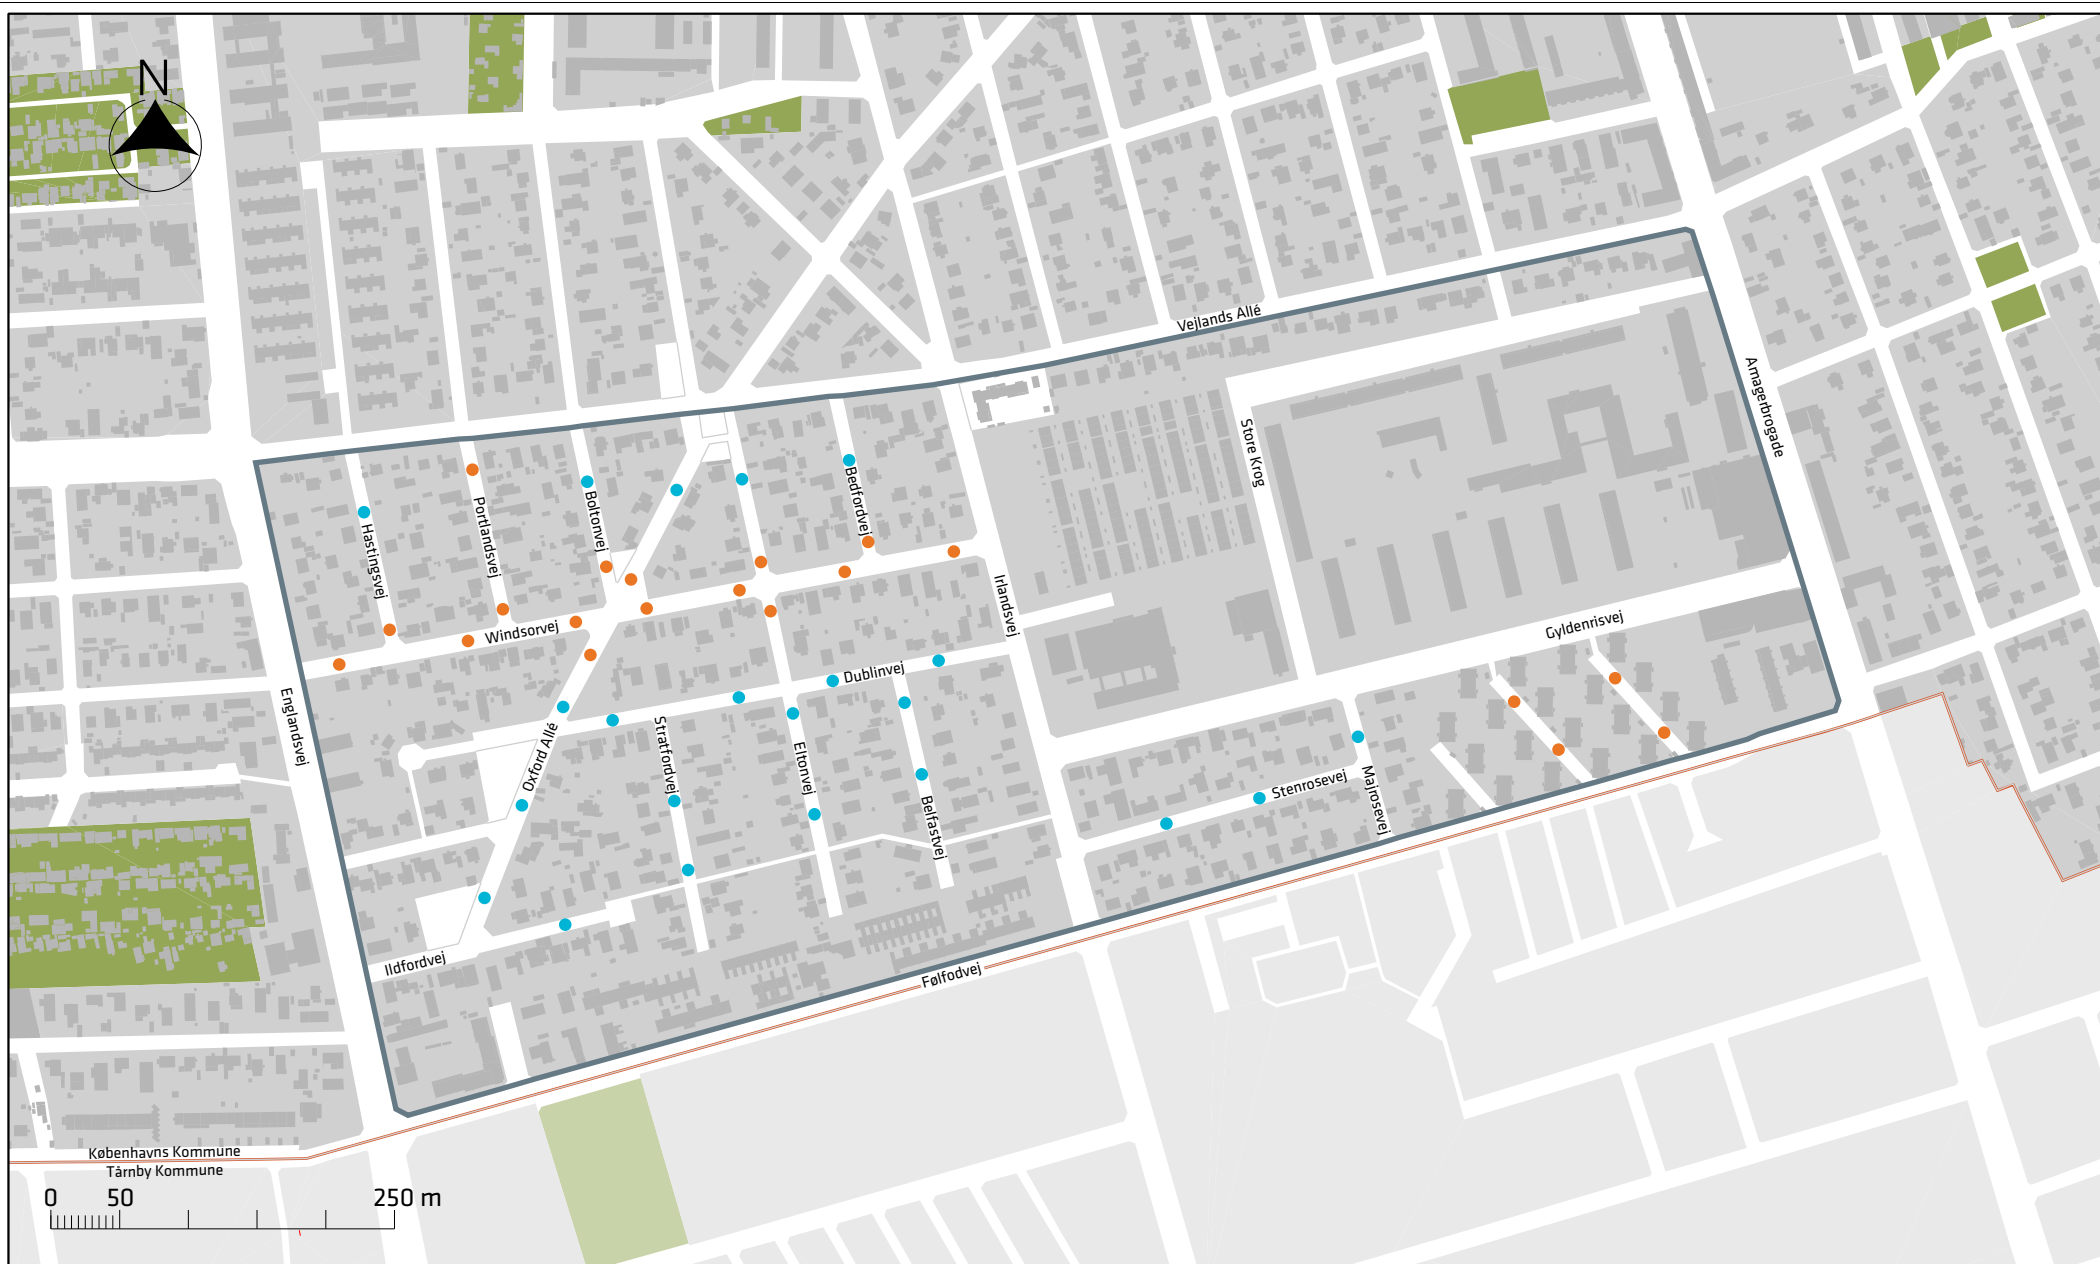 N
Vejlands Allé
Amagerbrogade
Store Krog
Bedfordvej
Boltonvej
Portlandsvej
Hastingsvej
Irlandsvej
Windsorvej
Gyldenrisvej
Dublinvej
Englandsvej
Oxford Allé
Stratfordvej
Eltonvej
Belfastvej
Stenrosevej
Majrosevej
Ildfordvej
Følfodvej
Københavns Kommune
Tårnby Kommune
0 50 250 m